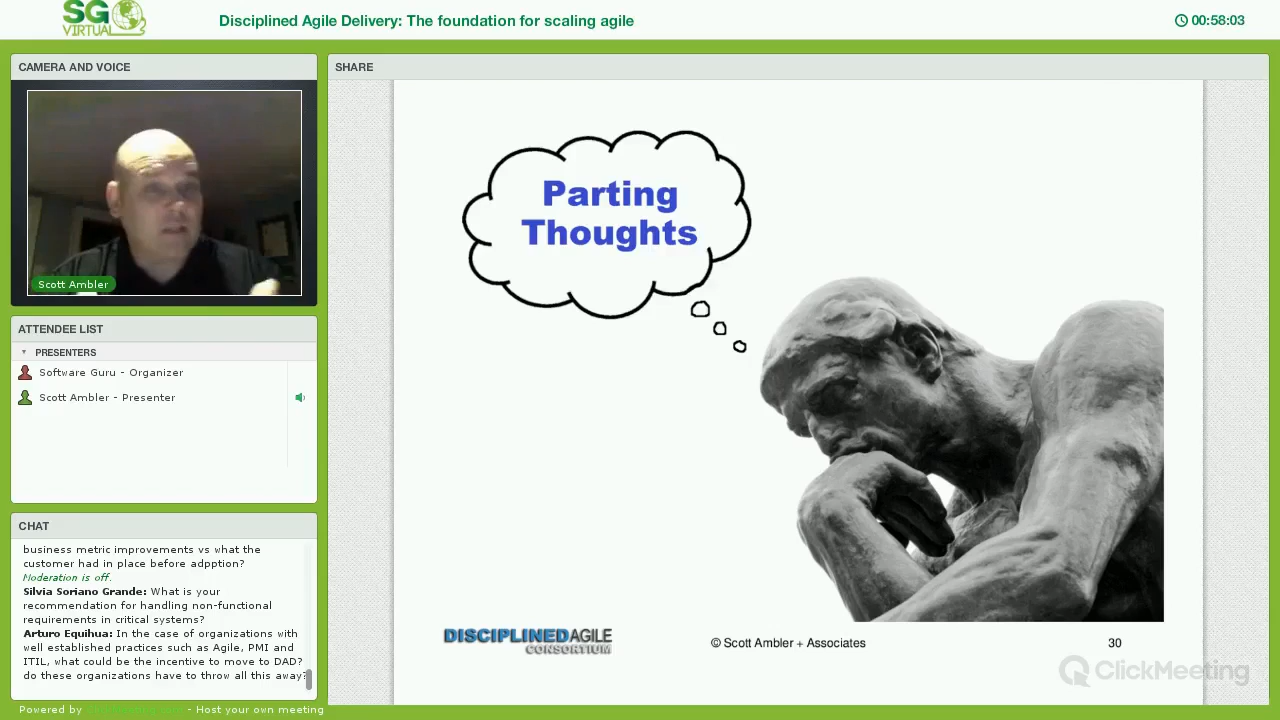 SG
VIRTUAL
Disciplined Agile Delivery: The foundation for scaling agile
00:58:03
CAMERA AND VOICE
Scott Ambler
ATTENDEE LIST
PRESENTERS
Software Guru - Organizer
Scott Ambler - Presenter
CHAT
business metric improvements vs what the
customer had in place before adpption?
Moderation is off.
Silvia Soriano Grande: What is your
recommendation for handling non-functional
requirements in critical systems?
Arturo Equihua: In the case of organizations with
well established practices such as Agile, PMI and
ITIL, what could be the incentive to move to DAD?
do these organizations have to throw all this away?
Powered by - Host your own meeting
SHARE
Parting
Thoughts
DISCIPLINEDAGILE
CONSORTIUM
© Scott Ambler + Associates
30
ClickMeeting